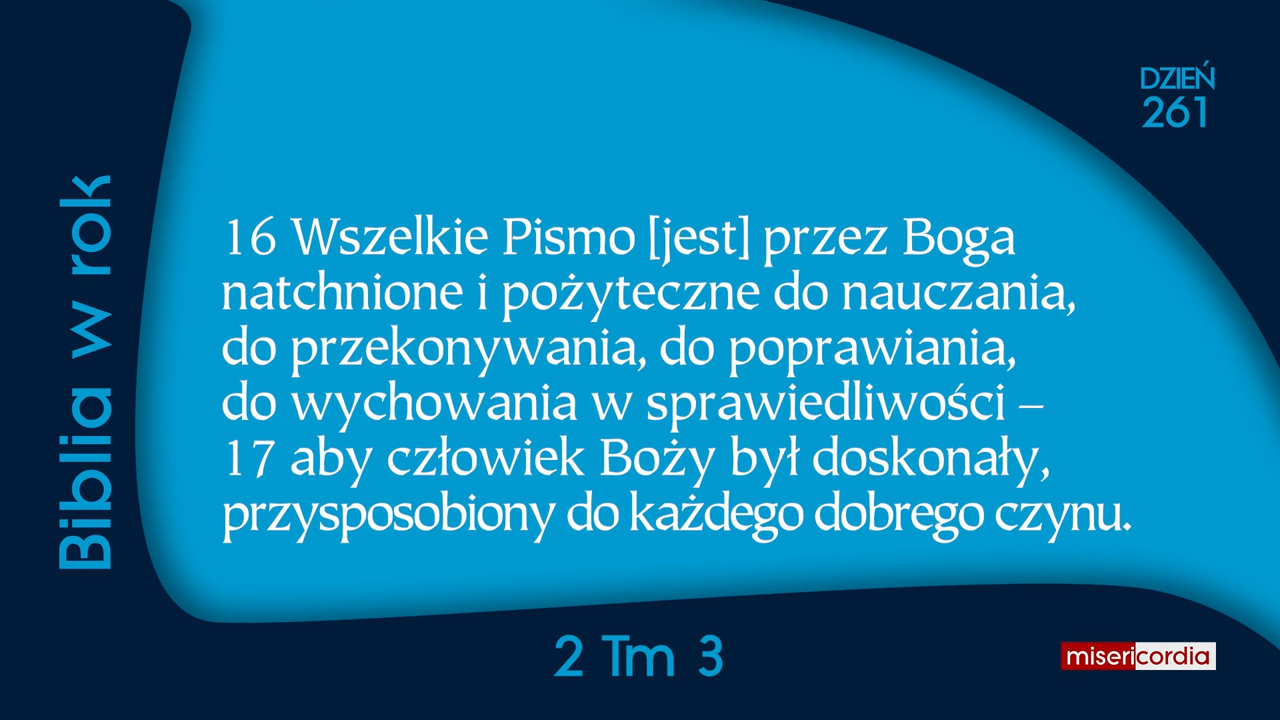 DZIEŃ
261
Biblia w rok
16 Wszelkie Pismo [jest] przez Boga
natchnione i pożyteczne do nauczania,
do przekonywania, do poprawiania,
do wychowania w sprawiedliwości –
17 aby człowiek Boży był doskonały,
przysposobiony do każdego dobrego czynu.
2 Tm 3
misericordia